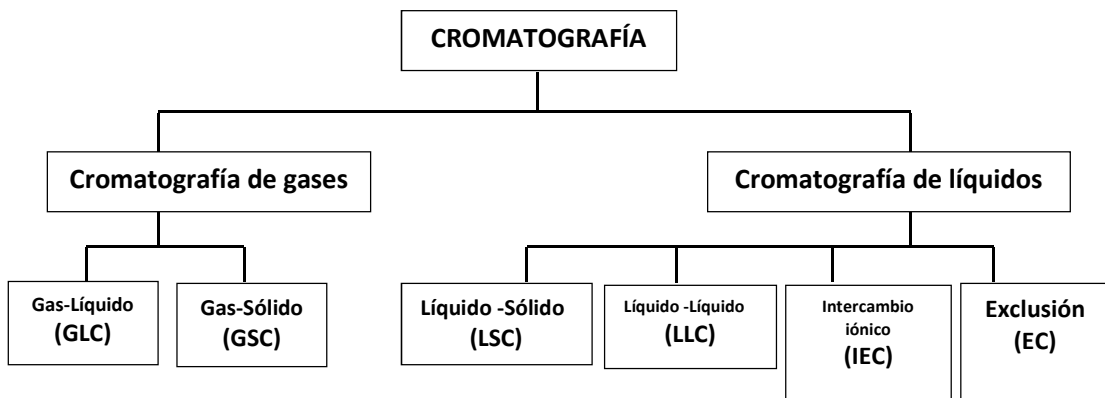 CROMATOGRAFÍA
Cromatografía de gases
Cromatografía de líquidos
Gas-Líquido
(GLC)
Gas-Sólido
(GSC)
Líquido -Sólido
(LSC)
Líquido -Líquido
(LLC)
Intercambio
iónico
(IEC)
Exclusión
(EC)